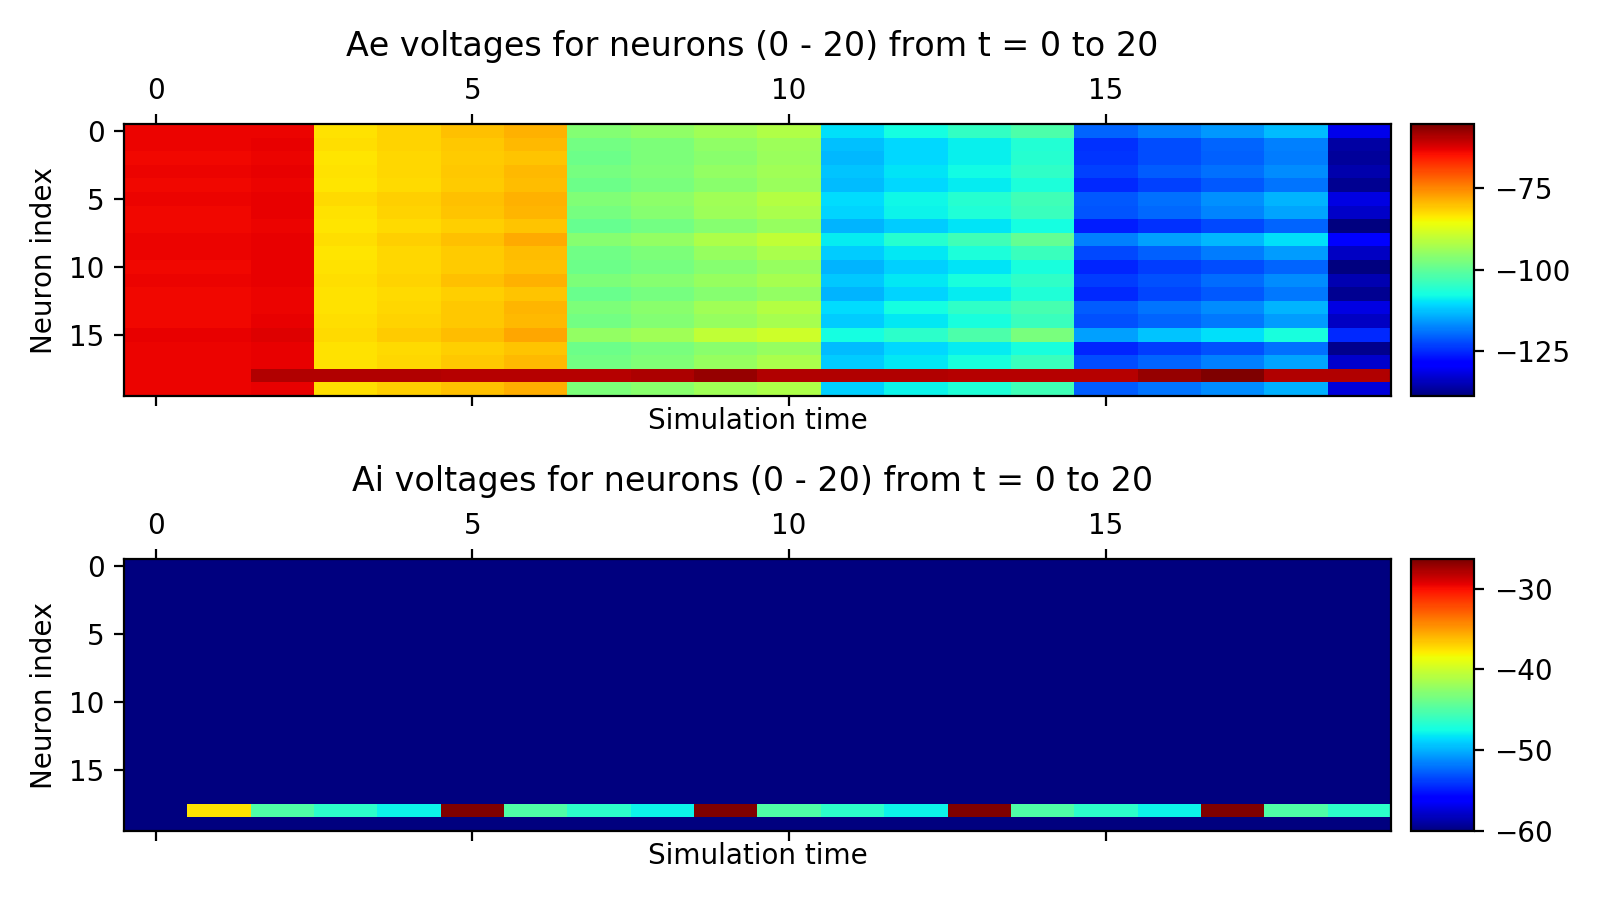 Ae voltages for neurons (0 - 20) from t = 0 to 20
0 5 10 15
0
5
10
15
Neuron index
−75
−100
−125
Simulation time
Ai voltages for neurons (0 - 20) from t = 0 to 20
0 5 10 15
0
5
10
15
Neuron index
−30
−40
−50
−60
Simulation time